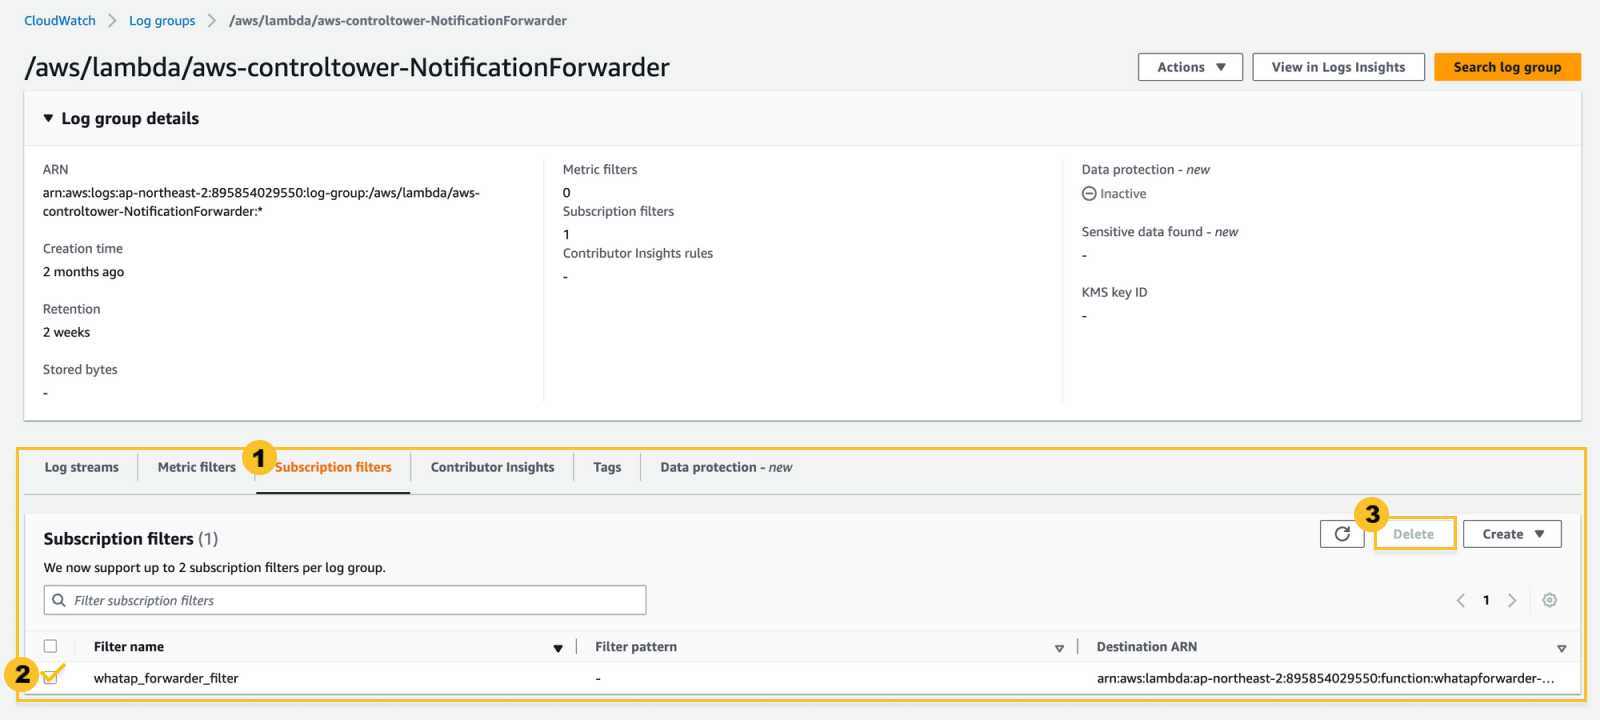 CloudWatch > Log groups > /aws/lambda/aws-controltower-NotificationForwarder
/aws/lambda/aws-controltower-NotificationForwarder
Actions ▼ View in Logs Insights Search log group
▼ Log group details
ARN
arn:aws:logs:ap-northeast-2:895854029550:log-group:/aws/lambda/aws-
controltower-NotificationForwarder:*
Creation time
2 months ago
Retention
2 weeks
Stored bytes
-
Metric filters
0
Subscription filters
1
Contributor Insights rules
-
Data protection - new
Inactive
Sensitive data found - new
-
KMS key ID
-
Log streams Metric filters 1 Subscription filters Contributor Insights Tags Data protection - new
Subscription filters (1)
3 Delete Create ▼
We now support up to 2 subscription filters per log group.
Filter subscription filters
< 1 >
Filter name Filter pattern Destination ARN
2 whatap_forwarder_filter - arn:aws:lambda:ap-northeast-2:895854029550:function:whatapforwarder-...